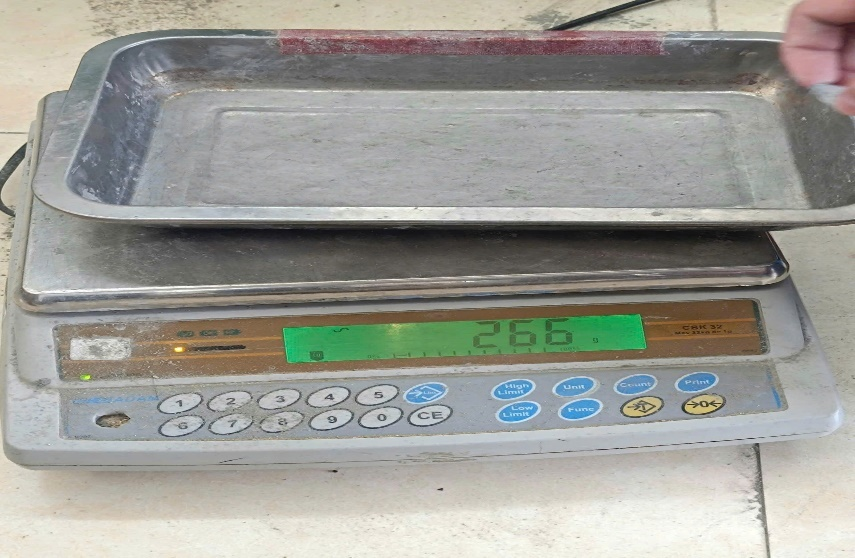 266 g
CBK 32
1 2 3 4 5
6 7 8 9 0 CE
High Limit
Unit
Count
Print
Low Limit
Func
→0←